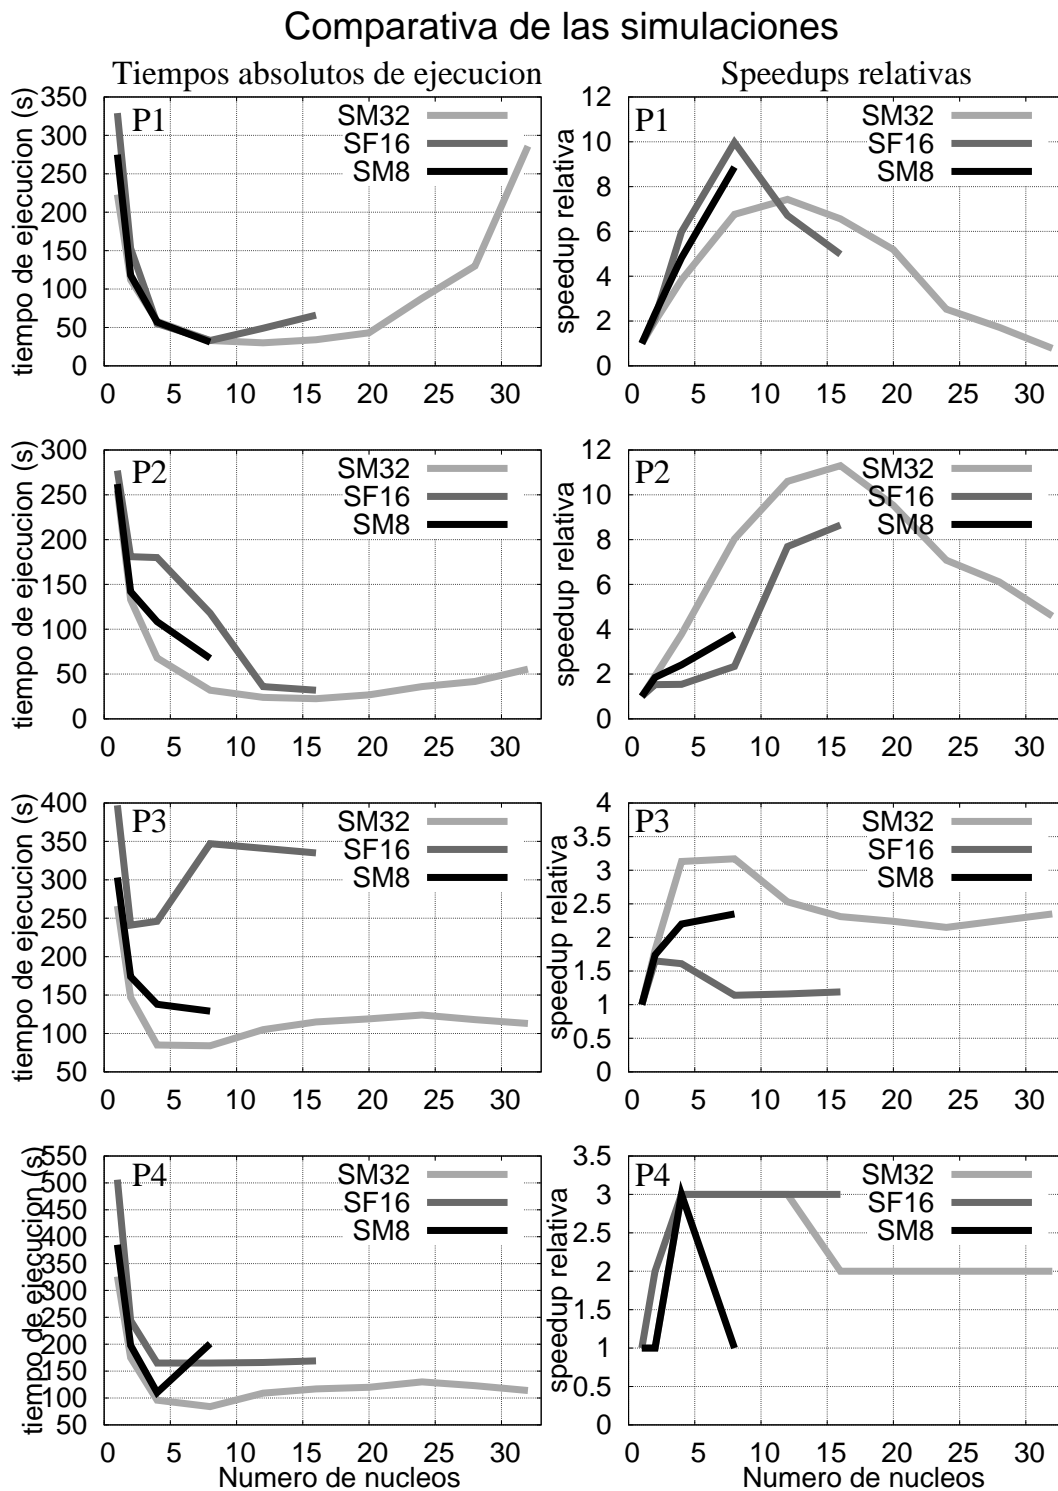 Comparativa de las simulaciones
Tiempos absolutos de ejecucion
Speedups relativas
tiempo de ejecucion (s)
350
300
250
200
150
100
50
0
P1
SM32
SF16
SM8
0 5 10 15 20 25 30
speedup relativa
12
10
8
6
4
2
0
P1
SM32
SF16
SM8
0 5 10 15 20 25 30
tiempo de ejecucion (s)
300
250
200
150
100
50
0
P2
SM32
SF16
SM8
0 5 10 15 20 25 30
speedup relativa
12
10
8
6
4
2
0
P2
SM32
SF16
SM8
0 5 10 15 20 25 30
tiempo de ejecucion (s)
400
350
300
250
200
150
100
50
P3
SM32
SF16
SM8
0 5 10 15 20 25 30
speedup relativa
4
3.5
3
2.5
2
1.5
1
0.5
0
P3
SM32
SF16
SM8
0 5 10 15 20 25 30
tiempo de ejecucion (s)
550
500
450
400
350
300
250
200
150
100
50
P4
SM32
SF16
SM8
0 5 10 15 20 25 30
Numero de nucleos
speedup relativa
3.5
3
2.5
2
1.5
1
0.5
0
P4
SM32
SF16
SM8
0 5 10 15 20 25 30
Numero de nucleos